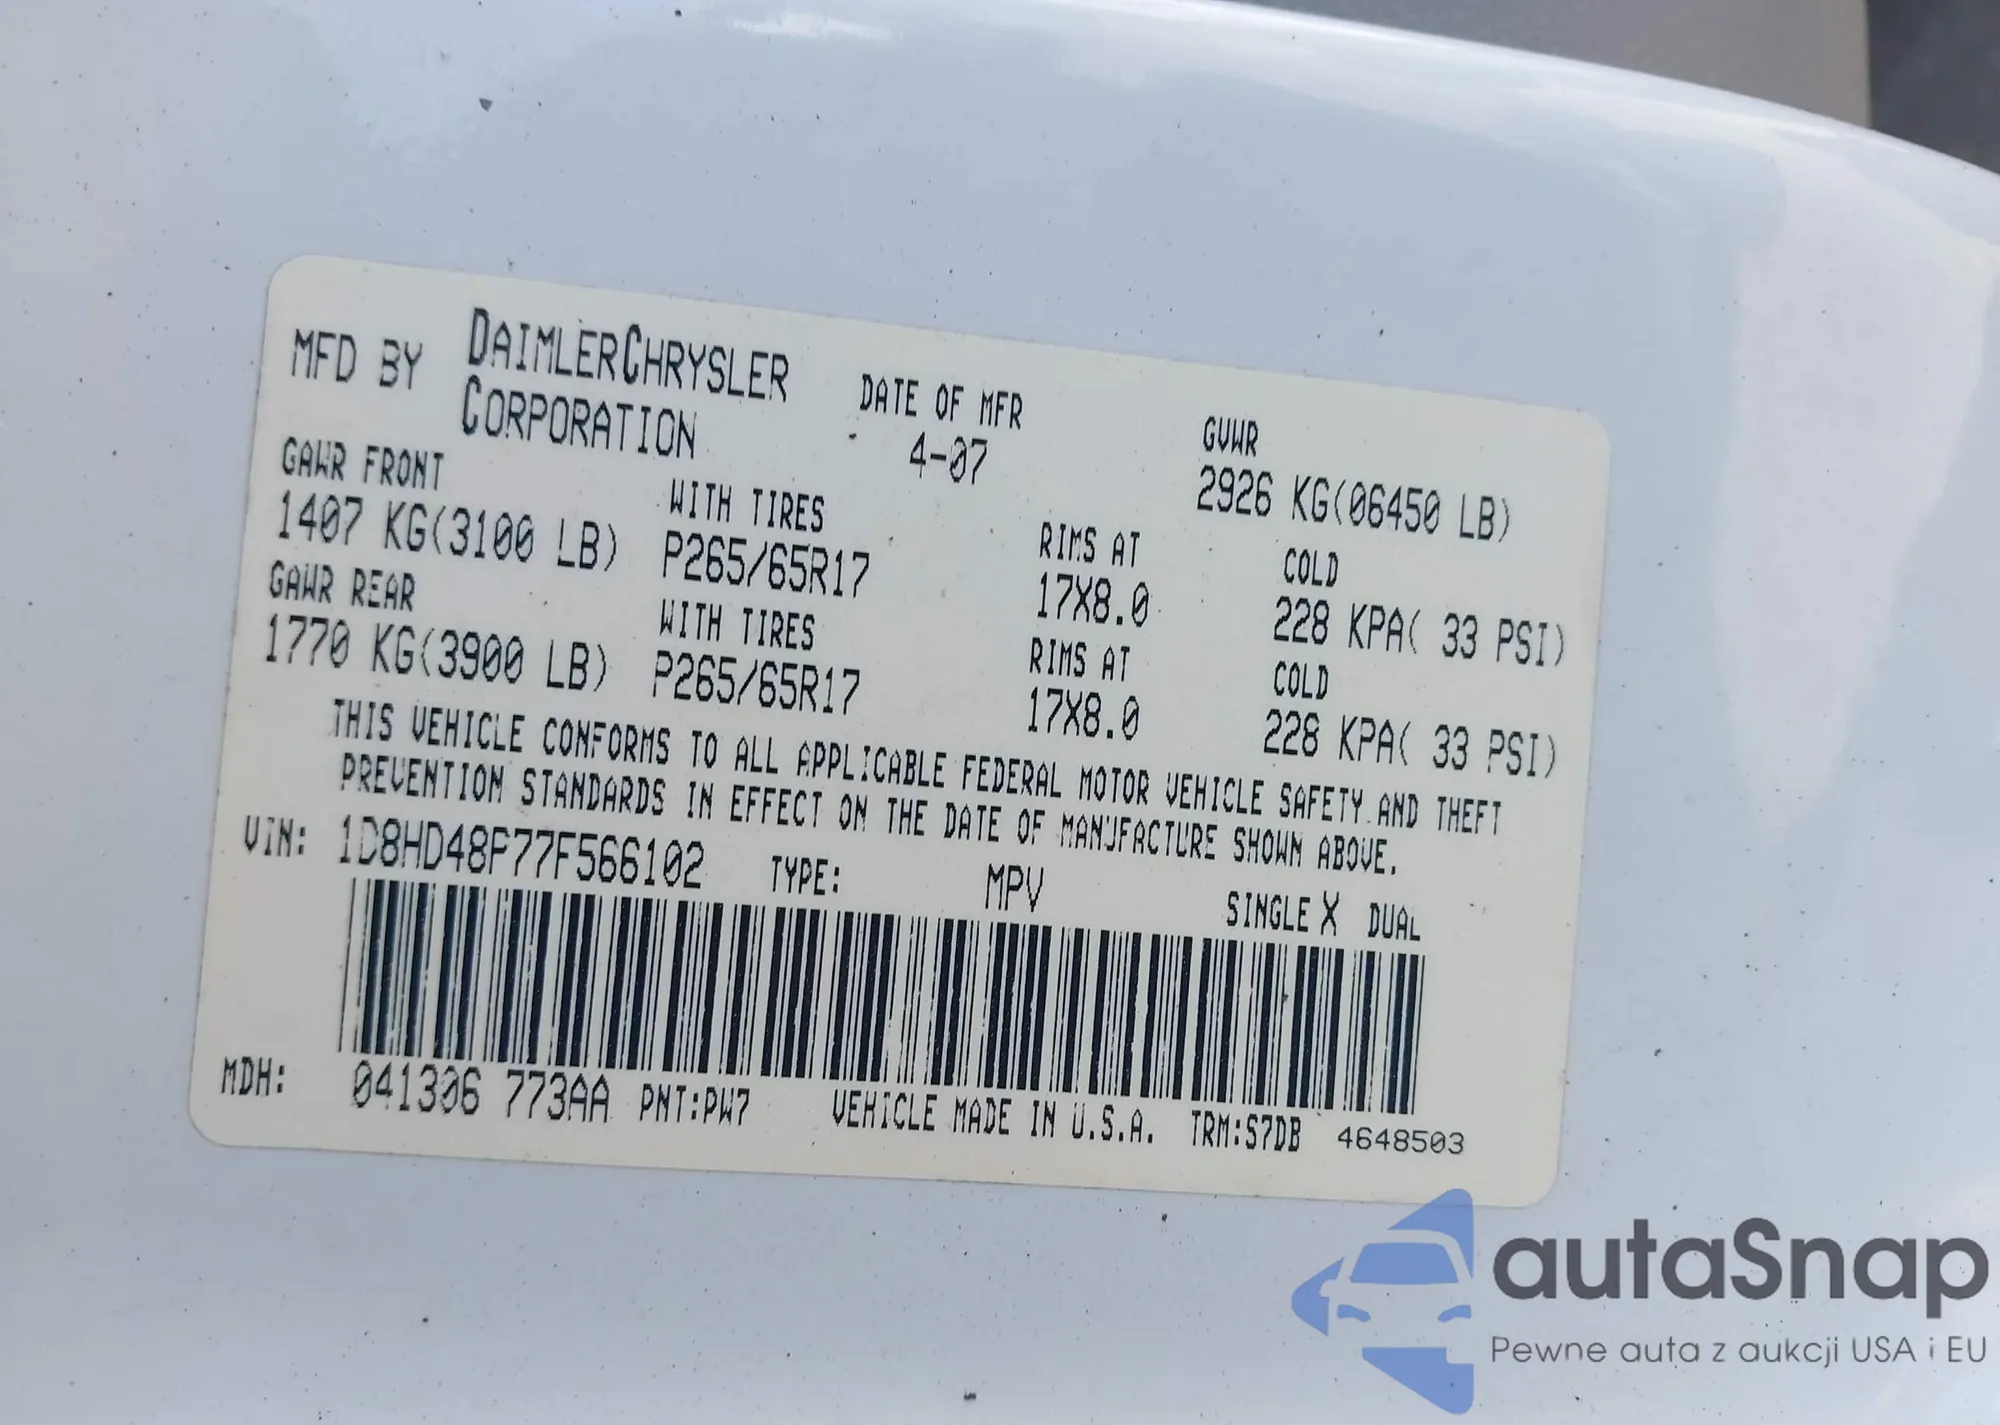 MFD BY DAIMLERCHRYSLER CORPORATION DATE OF MFR 4-07 GVWR 2926 KG(06450 LB)
GAWR FRONT WITH TIRES RIMS AT COLD
1407 KG(3100 LB) P265/65R17 17X8.0 228 KPA( 33 PSI)
GAWR REAR WITH TIRES RIMS AT COLD
1770 KG(3900 LB) P265/65R17 17X8.0 228 KPA( 33 PSI)
THIS VEHICLE CONFORMS TO ALL APPLICABLE FEDERAL MOTOR VEHICLE SAFETY AND THEFT
PREVENTION STANDARDS IN EFFECT ON THE DATE OF MANUFACTURE SHOWN ABOVE.
VIN: 1D8HD48P77F566102 TYPE: MPV SINGLE X DUAL
MDH: 041306 773AA PNT:PW7 VEHICLE MADE IN U.S.A. TRM:S7DB 4648503
autaSnap
Pewne auta z aukcji USA i EU